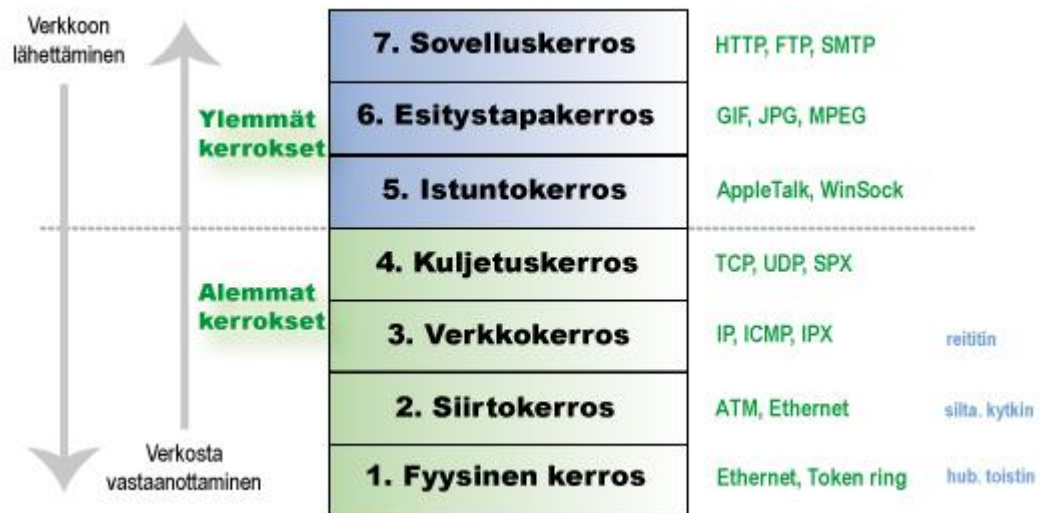 Verkkoon
lähettäminen
7. Sovelluskerros
HTTP, FTP, SMTP
Ylemmät
kerrokset
6. Esitystapakerros
GIF, JPG, MPEG
5. Istuntokerros
AppleTalk, WinSock
4. Kuljetuskerros
TCP, UDP, SPX
Alemmat
kerrokset
3. Verkkokerros
IP, ICMP, IPX
reititin
2. Siirtokerros
ATM, Ethernet
silta. kytkin
Verkosta
vastaanottaminen
1. Fyysinen kerros
Ethernet, Token ring
hub. toistin